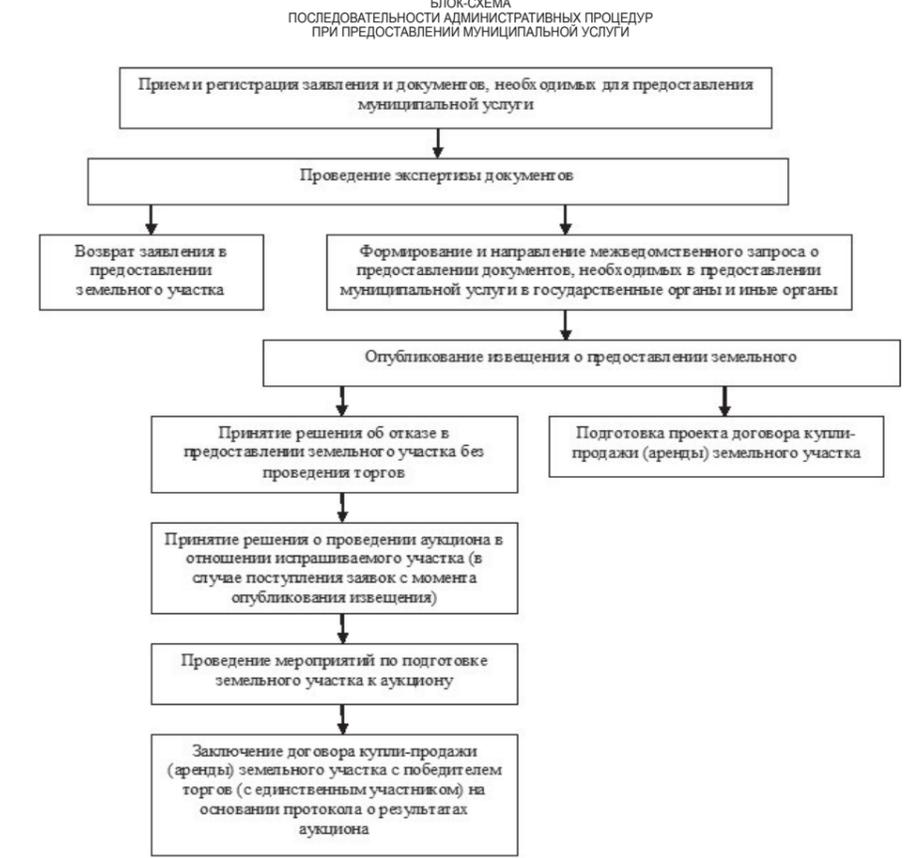 БЛОК-СХЕМА
ПОСЛЕДОВАТЕЛЬНОСТИ АДМИНИСТРАТИВНЫХ ПРОЦЕДУР
ПРИ ПРЕДОСТАВЛЕНИИ МУНИЦИПАЛЬНОЙ УСЛУГИ
Прием и регистрация заявления и документов, необходимых для предоставления
муниципальной услуги
Проведение экспертизы документов
Возврат заявления в
предоставлении
земельного участка
Формирование и направление межведомственного запроса о
предоставлении документов, необходимых в предоставлении
муниципальной услуги в государственные органы и иные органы
Опубликование извещения о предоставлении земельного
Принятие решения об отказе в
предоставлении земельного участка без
проведения торгов
Подготовка проекта договора купли-
продажи (аренды) земельного участка
Принятие решения о проведении аукциона в
отношении испрашиваемого участка (в
случае поступления заявок с момента
опубликования извещения)
Проведение мероприятий по подготовке
земельного участка к аукциону
Заключение договора купли-продажи
(аренды) земельного участка с победителем
торгов (с единственным участником) на
основании протокола о результатах
аукциона